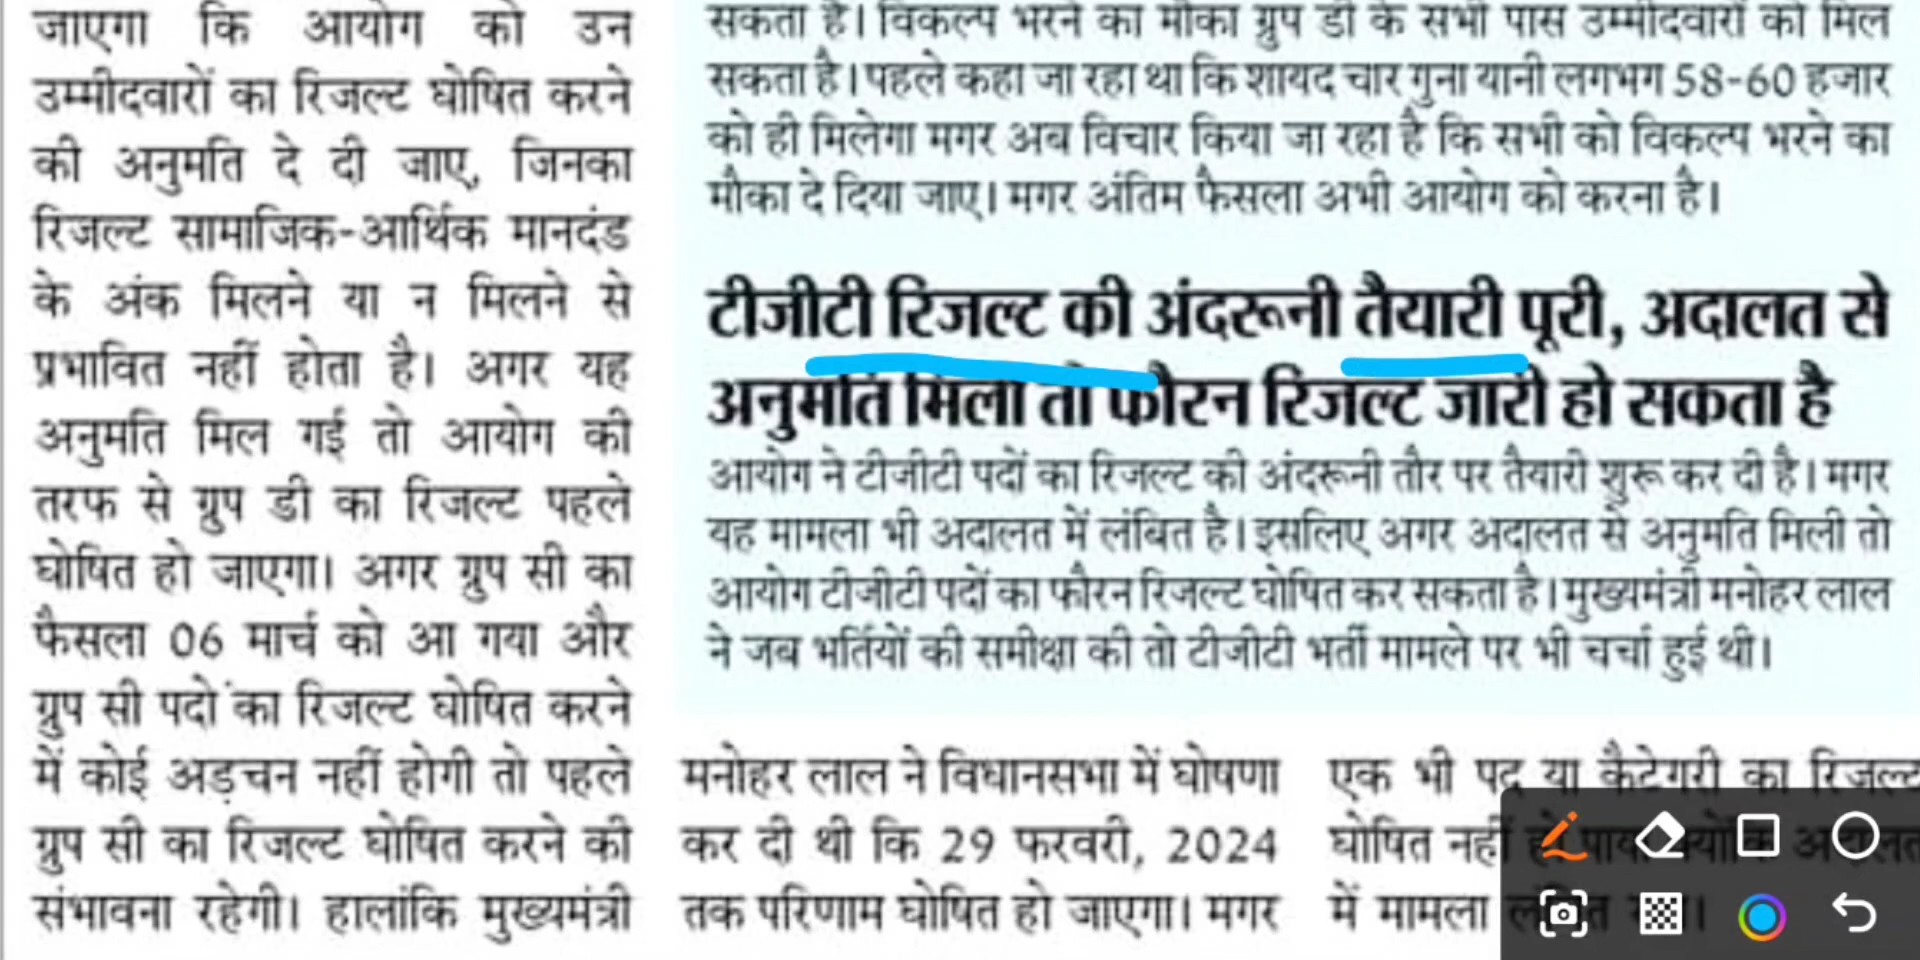 जाएगा कि आयोग को उन
उम्मीदवारों का रिजल्ट घोषित करने
की अनुमति दे दी जाए, जिनका
रिजल्ट सामाजिक-आर्थिक मानदंड
के अंक मिलने या न मिलने से
प्रभावित नहीं होता है। अगर यह
अनुमति मिल गई तो आयोग की
तरफ से ग्रुप डी का रिजल्ट पहले
घोषित हो जाएगा। अगर ग्रुप सी का
फैसला 06 मार्च को आ गया और
ग्रुप सी पदों का रिजल्ट घोषित करने
में कोई अड़चन नहीं होगी तो पहले
ग्रुप सी का रिजल्ट घोषित करने की
संभावना रहेगी। हालांकि मुख्यमंत्री
सकता है। विकल्प भरने का मौका ग्रुप डी के सभी पास उम्मीदवारों को मिल
सकता है। पहले कहा जा रहा था कि शायद चार गुना यानी लगभग 58-60 हजार
को ही मिलेगा मगर अब विचार किया जा रहा है कि सभी को विकल्प भरने का
मौका दे दिया जाए। मगर अंतिम फैसला अभी आयोग को करना है।
टीजीटी रिजल्ट की अंदरूनी तैयारी पूरी, अदालत से
अनुमति मिली तो फौरन रिजल्ट जारी हो सकता है
आयोग ने टीजीटी पदों का रिजल्ट की अंदरूनी तौर पर तैयारी शुरू कर दी है। मगर
यह मामला भी अदालत में लंबित है। इसलिए अगर अदालत से अनुमति मिली तो
आयोग टीजीटी पदों का फौरन रिजल्ट घोषित कर सकता है। मुख्यमंत्री मनोहर लाल
ने जब भर्तियों की समीक्षा की तो टीजीटी भर्ती मामले पर भी चर्चा हुई थी।
मनोहर लाल ने विधानसभा में घोषणा
कर दी थी कि 29 फरवरी, 2024
तक परिणाम घोषित हो जाएगा। मगर
एक भी पद या कैटेगरी का रिजल्ट
घोषित नहीं हो पाया क्योंकि अदालत
में मामला लंबित